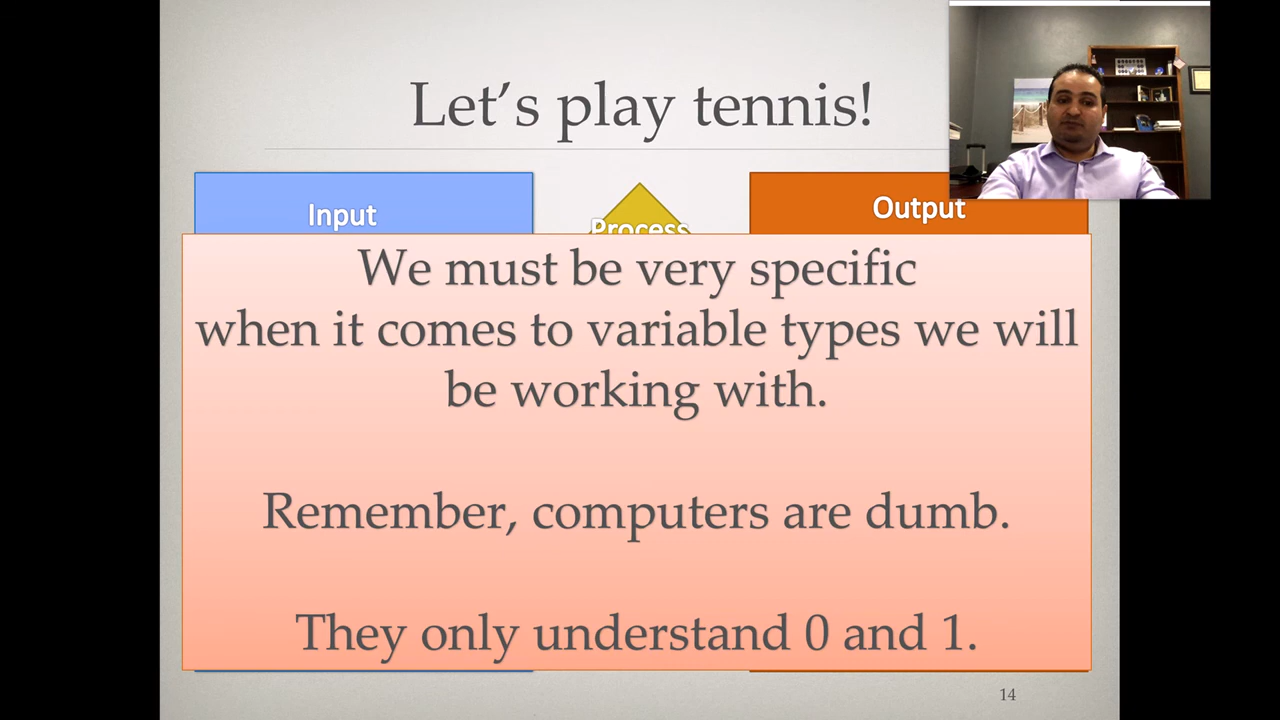 Let's play tennis!
Input
Process
Output
We must be very specific
when it comes to variable types we will
be working with.
Remember, computers are dumb.
They only understand 0 and 1.
14